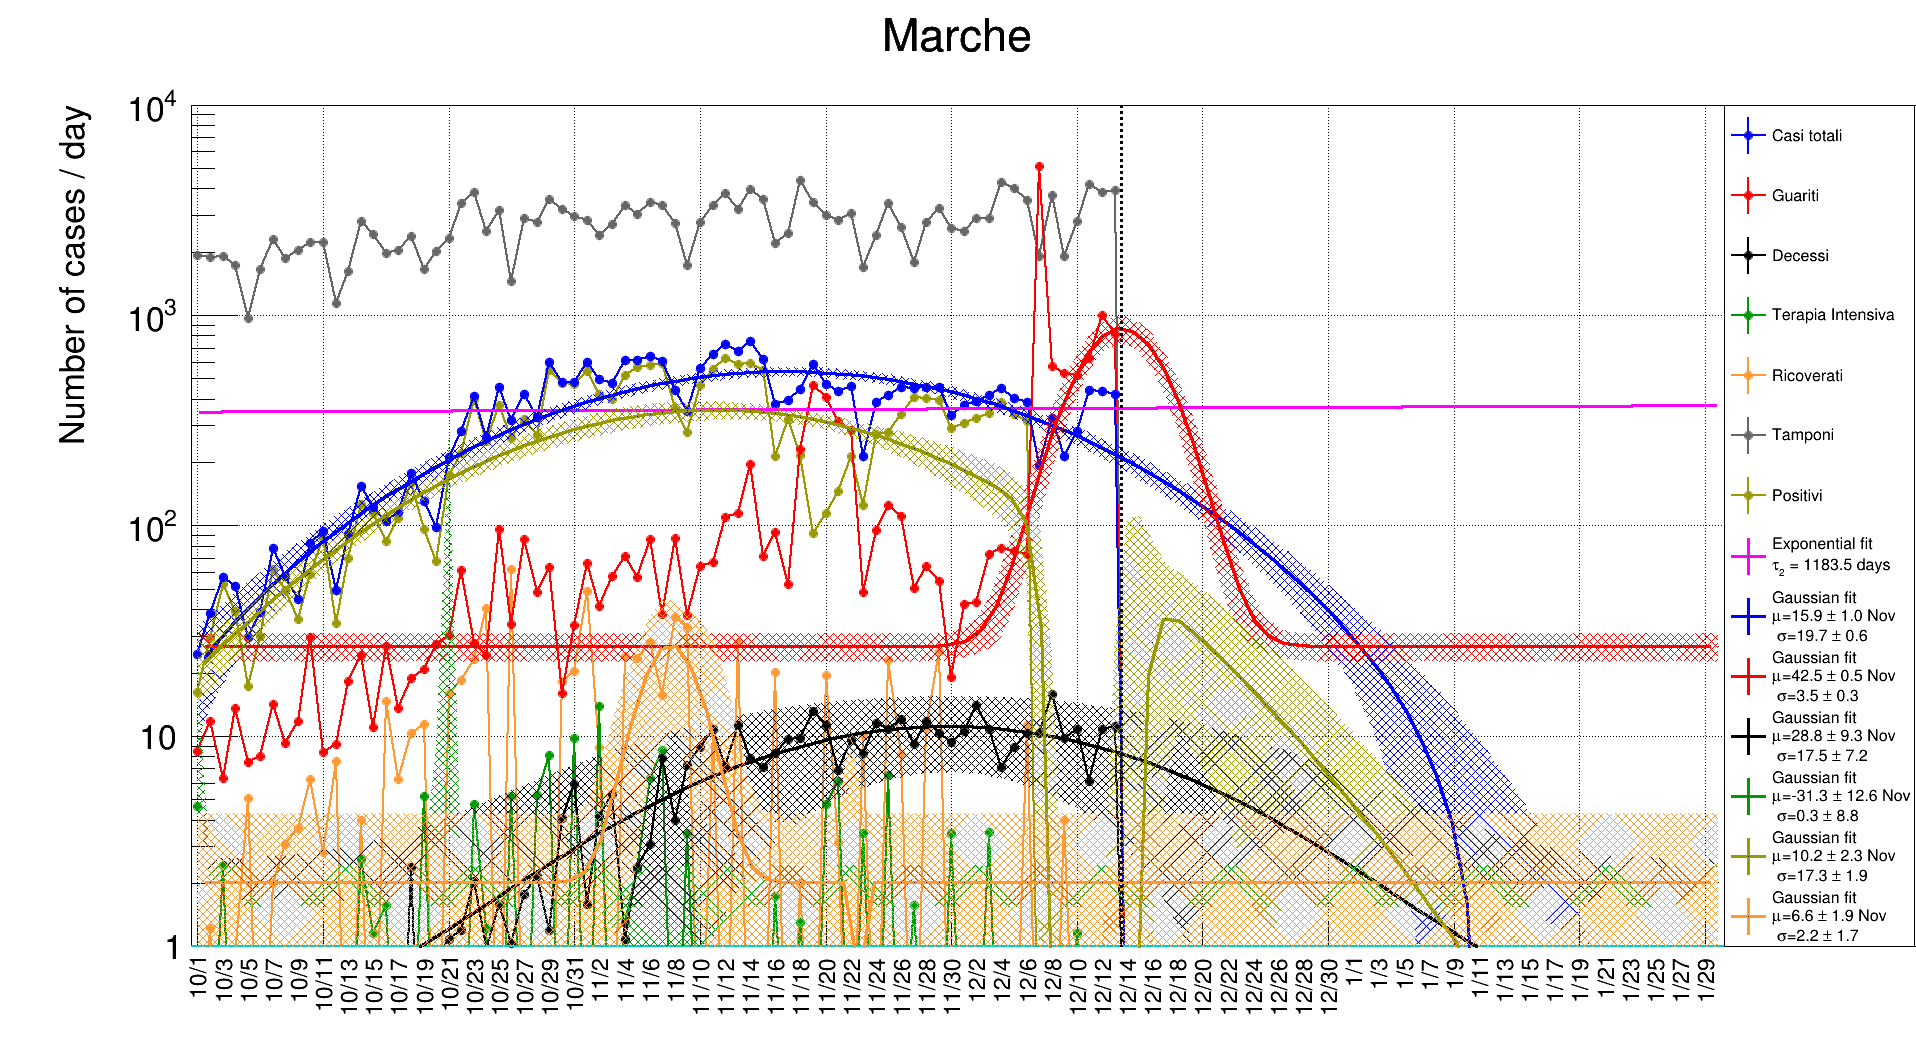 Marche
Number of cases / day
10^4
10^3
10^2
10
1
10/1
10/3
10/5
10/7
10/9
10/11
10/13
10/15
10/17
10/19
10/21
10/23
10/25
10/27
10/29
10/31
11/2
11/4
11/6
11/8
11/10
11/12
11/14
11/16
11/18
11/20
11/22
11/24
11/26
11/28
11/30
12/2
12/4
12/6
12/8
12/10
12/12
12/14
12/16
12/18
12/20
12/22
12/24
12/26
12/28
12/30
1/1
1/3
1/5
1/7
1/9
1/11
1/13
1/15
1/17
1/19
1/21
1/23
1/25
1/27
1/29
Casi totali
Guariti
Decessi
Terapia Intensiva
Ricoverati
Tamponi
Positivi
Exponential fit
τ₂ = 1183.5 days
Gaussian fit
μ=15.9 ± 1.0 Nov
σ=19.7 ± 0.6
Gaussian fit
μ=42.5 ± 0.5 Nov
σ=3.5 ± 0.3
Gaussian fit
μ=28.8 ± 9.3 Nov
σ=17.5 ± 7.2
Gaussian fit
μ=-31.3 ± 12.6 Nov
σ=0.3 ± 8.8
Gaussian fit
μ=10.2 ± 2.3 Nov
σ=17.3 ± 1.9
Gaussian fit
μ=6.6 ± 1.9 Nov
σ=2.2 ± 1.7